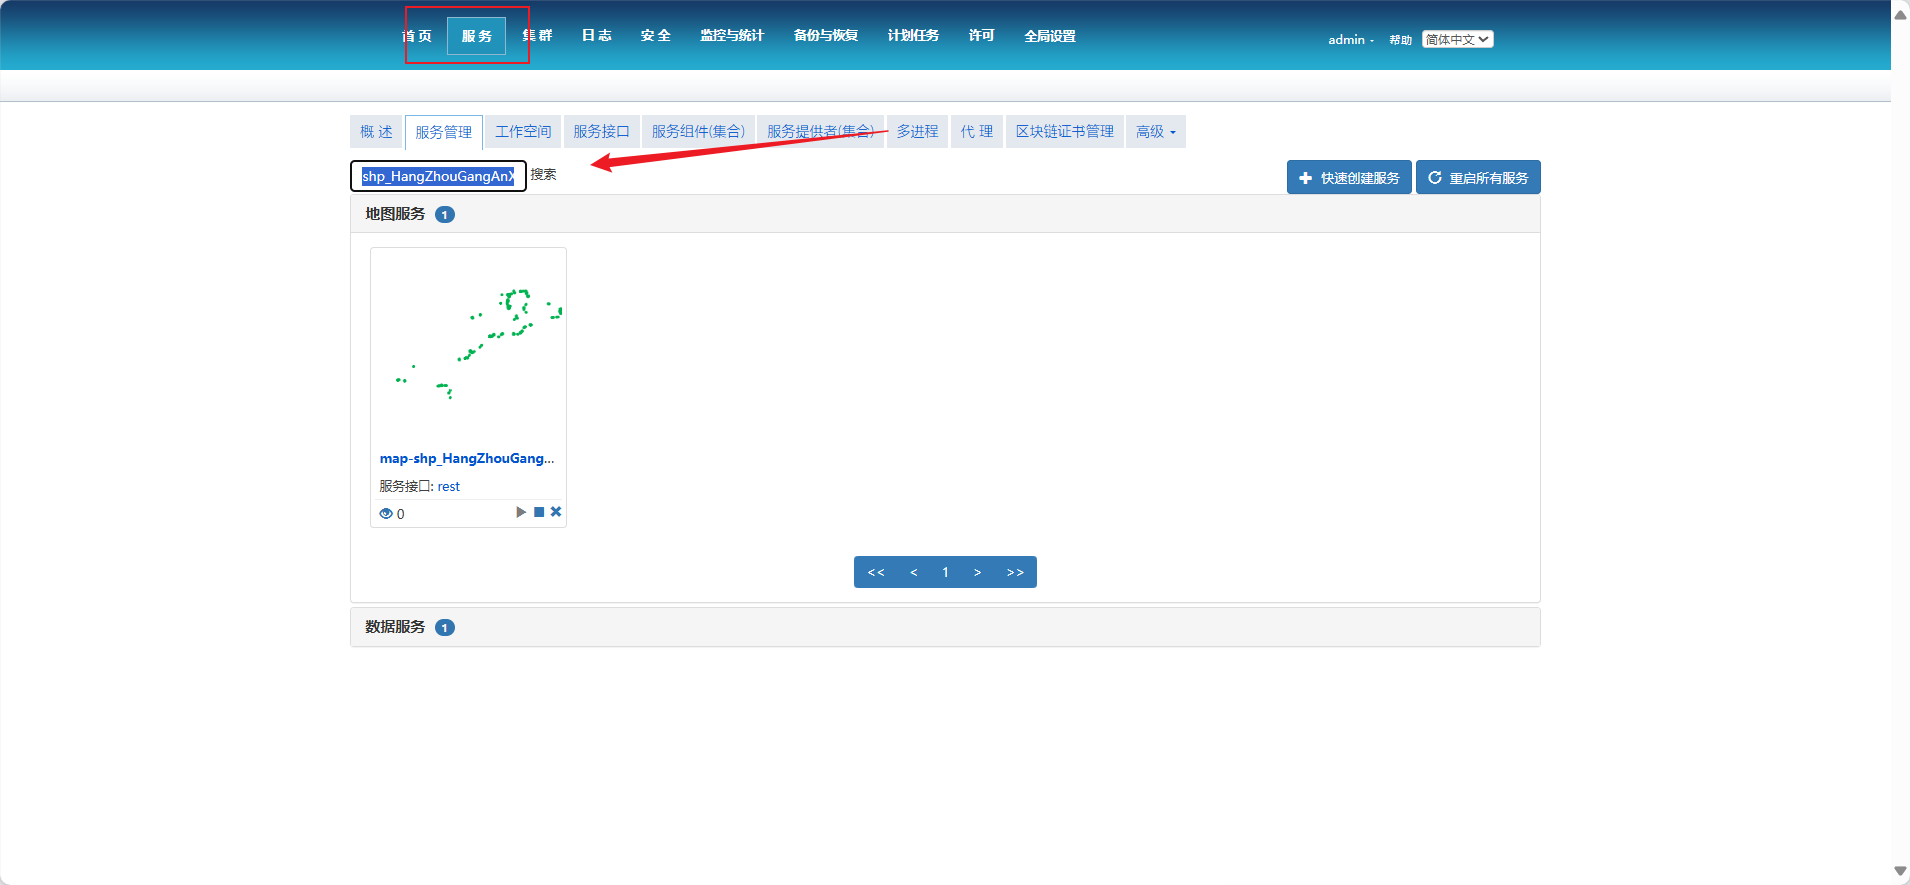 首 页 服 务 集 群 日 志 安 全 监控与统计 备份与恢复 计划任务 许可 全局设置 admin 帮助 简体中文
概 述 服务管理 工作空间 服务接口 服务组件(集合) 服务提供者(集合) 多进程 代 理 区块链证书管理 高级
shp_HangZhouGangAnX 搜索 快速创建服务 重启所有服务
地图服务 1
map-shp_HangZhouGang...
服务接口: rest
0
<< < 1 > >>
数据服务 1